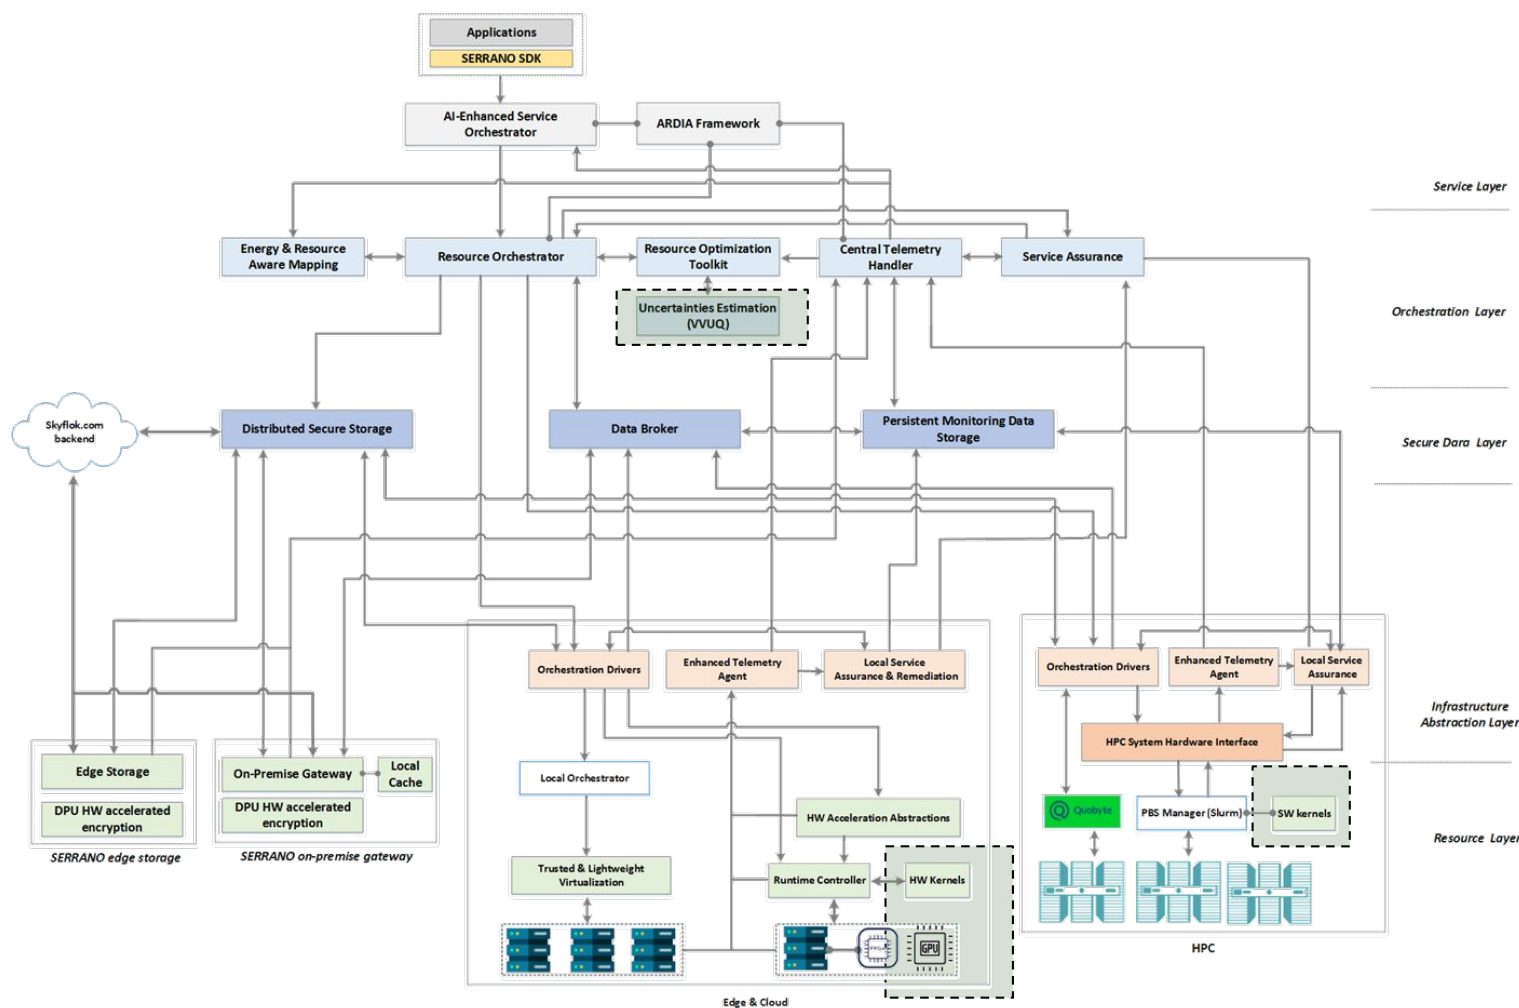 Applications
SERRANO SDK
AI-Enhanced Service
Orchestrator
ARDIA Framework
Service Layer
Energy & Resource
Aware Mapping
Resource Orchestrator
Resource Optimization
Toolkit
Central Telemetry
Handler
Service Assurance
Uncertainties Estimation
(VVUQ)
Orchestration Layer
Skyflok.com
backend
Distributed Secure Storage
Data Broker
Persistent Monitoring Data
Storage
Secure Dara Layer
Orchestration Drivers
Enhanced Telemetry
Agent
Local Service
Assurance & Remediation
Orchestration Drivers
Enhanced Telemetry
Agent
Local Service
Assurance
Infrastructure
Abstraction Layer
HPC System Hardware Interface
Edge Storage
DPU HW accelerated
encryption
SERRANO edge storage
On-Premise Gateway
Local
Cache
DPU HW accelerated
encryption
SERRANO on-premise gateway
Local Orchestrator
HW Acceleration Abstractions
Trusted & Lightweight
Virtualization
Runtime Controller
HW Kernels
FPGA
GPU
Edge & Cloud
Quobyte
PBS Manager (Slurm)
SW kernels
Resource Layer
HPC